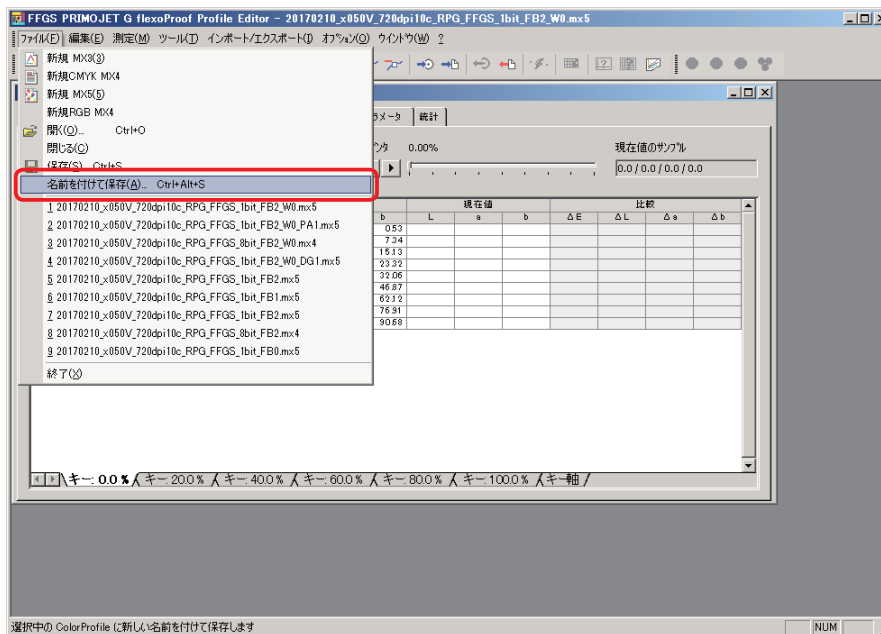 FFGS PRIMOJET G flexoProof Profile Editor - 20170210_x050V_720dpi10c_RPG_FFGS_1bit_FB2_W0.mx5
ファイル(F) 編集(E) 測定(M) ツール(T) インポート/エクスポート(I) オプション(O) ウインドウ(W) ?
新規 MX3(3)
新規CMYK MX4
新規 MX5(5)
新規RGB MX4
開く(O)... Ctrl+O
閉じる(C)
保存(S) Ctrl+S
名前を付けて保存(A)... Ctrl+Alt+S
1 20170210_x050V_720dpi10c_RPG_FFGS_1bit_FB2_W0.mx5
2 20170210_x050V_720dpi10c_RPG_FFGS_1bit_FB2_W0_PA1.mx5
3 20170210_x050V_720dpi10c_RPG_FFGS_8bit_FB2_W0.mx4
4 20170210_x050V_720dpi10c_RPG_FFGS_1bit_FB2_W0_DG1.mx5
5 20170210_x050V_720dpi10c_RPG_FFGS_1bit_FB2.mx5
6 20170210_x050V_720dpi10c_RPG_FFGS_1bit_FB1.mx5
7 20170210_x050V_720dpi10c_RPG_FFGS_1bit_FB2.mx5
8 20170210_x050V_720dpi10c_RPG_FFGS_8bit_FB2.mx4
9 20170210_x050V_720dpi10c_RPG_FFGS_1bit_FB0.mx5
終了(X)
ラメータ 統計
ンタ 0.00% 現在値のサンプル
0.0 / 0.0 / 0.0 / 0.0
現在値 比較
b L a b ΔE ΔL Δa Δb
0.53
7.34
15.13
23.32
32.06
46.87
62.12
76.91
90.68
キー: 0.0 % キー: 20.0 % キー: 40.0 % キー: 60.0 % キー: 80.0 % キー: 100.0 % キー軸
選択中の ColorProfile に新しい名前を付けて保存します NUM